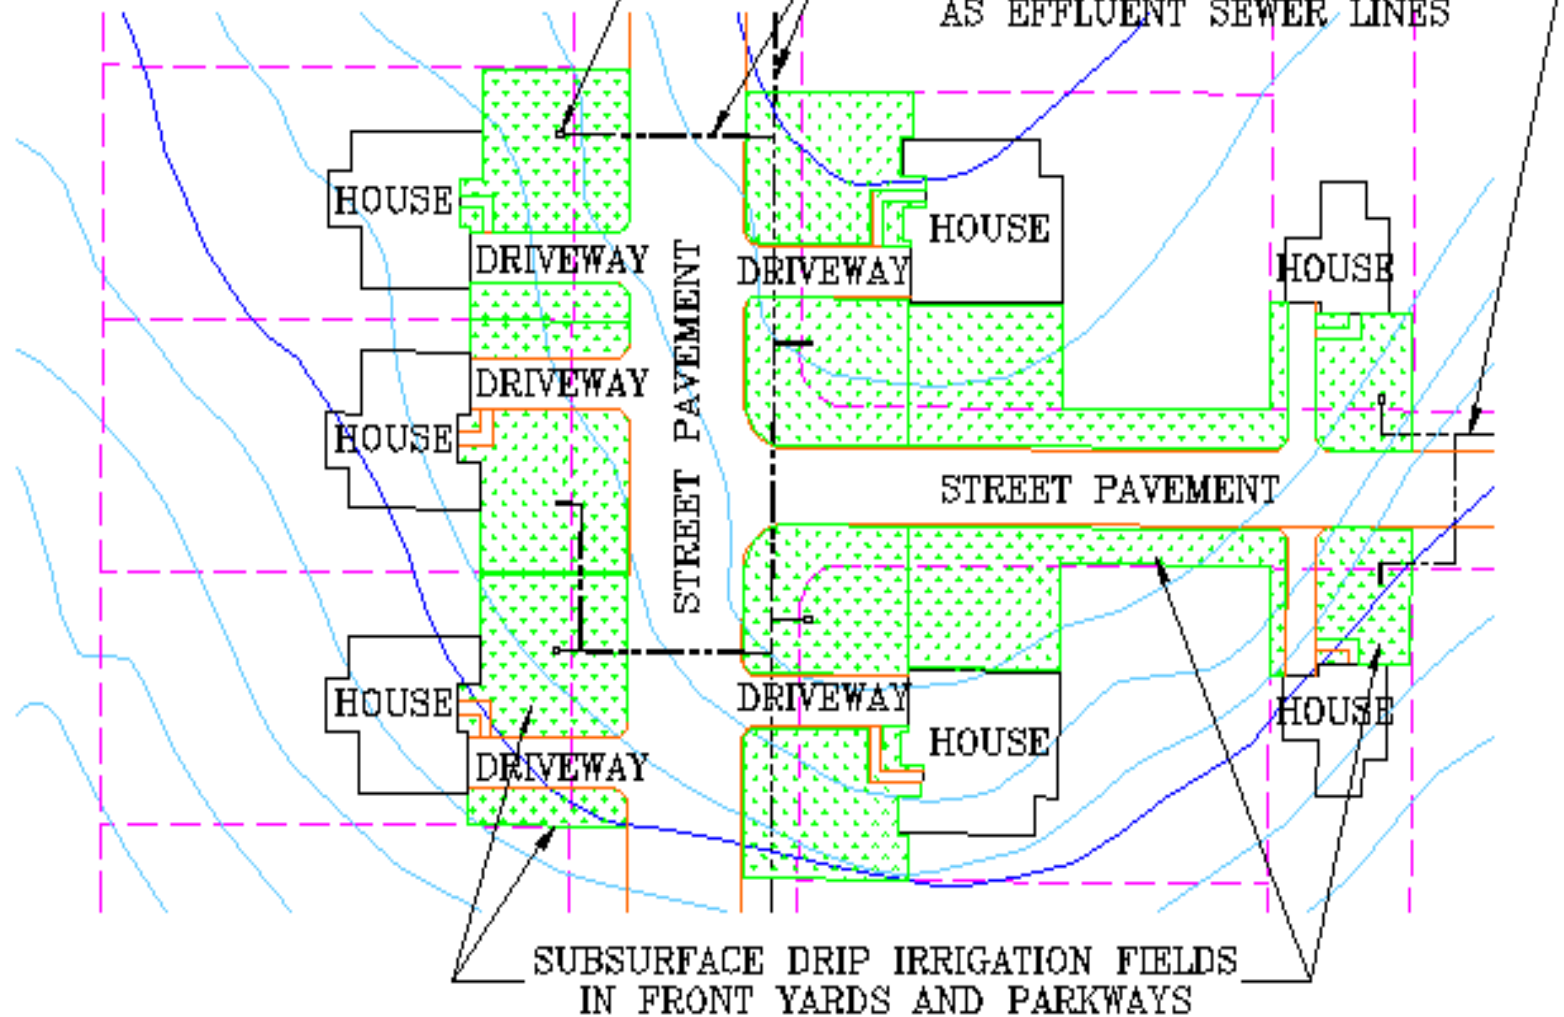 AS EFFLUENT SEWER LINES
HOUSE
DRIVEWAY
HOUSE
DRIVEWAY
HOUSE
STREET PAVEMENT
DRIVEWAY
HOUSE
STREET PAVEMENT
HOUSE
DRIVEWAY
HOUSE
DRIVEWAY
HOUSE
HOUSE
SUBSURFACE DRIP IRRIGATION FIELDS
IN FRONT YARDS AND PARKWAYS